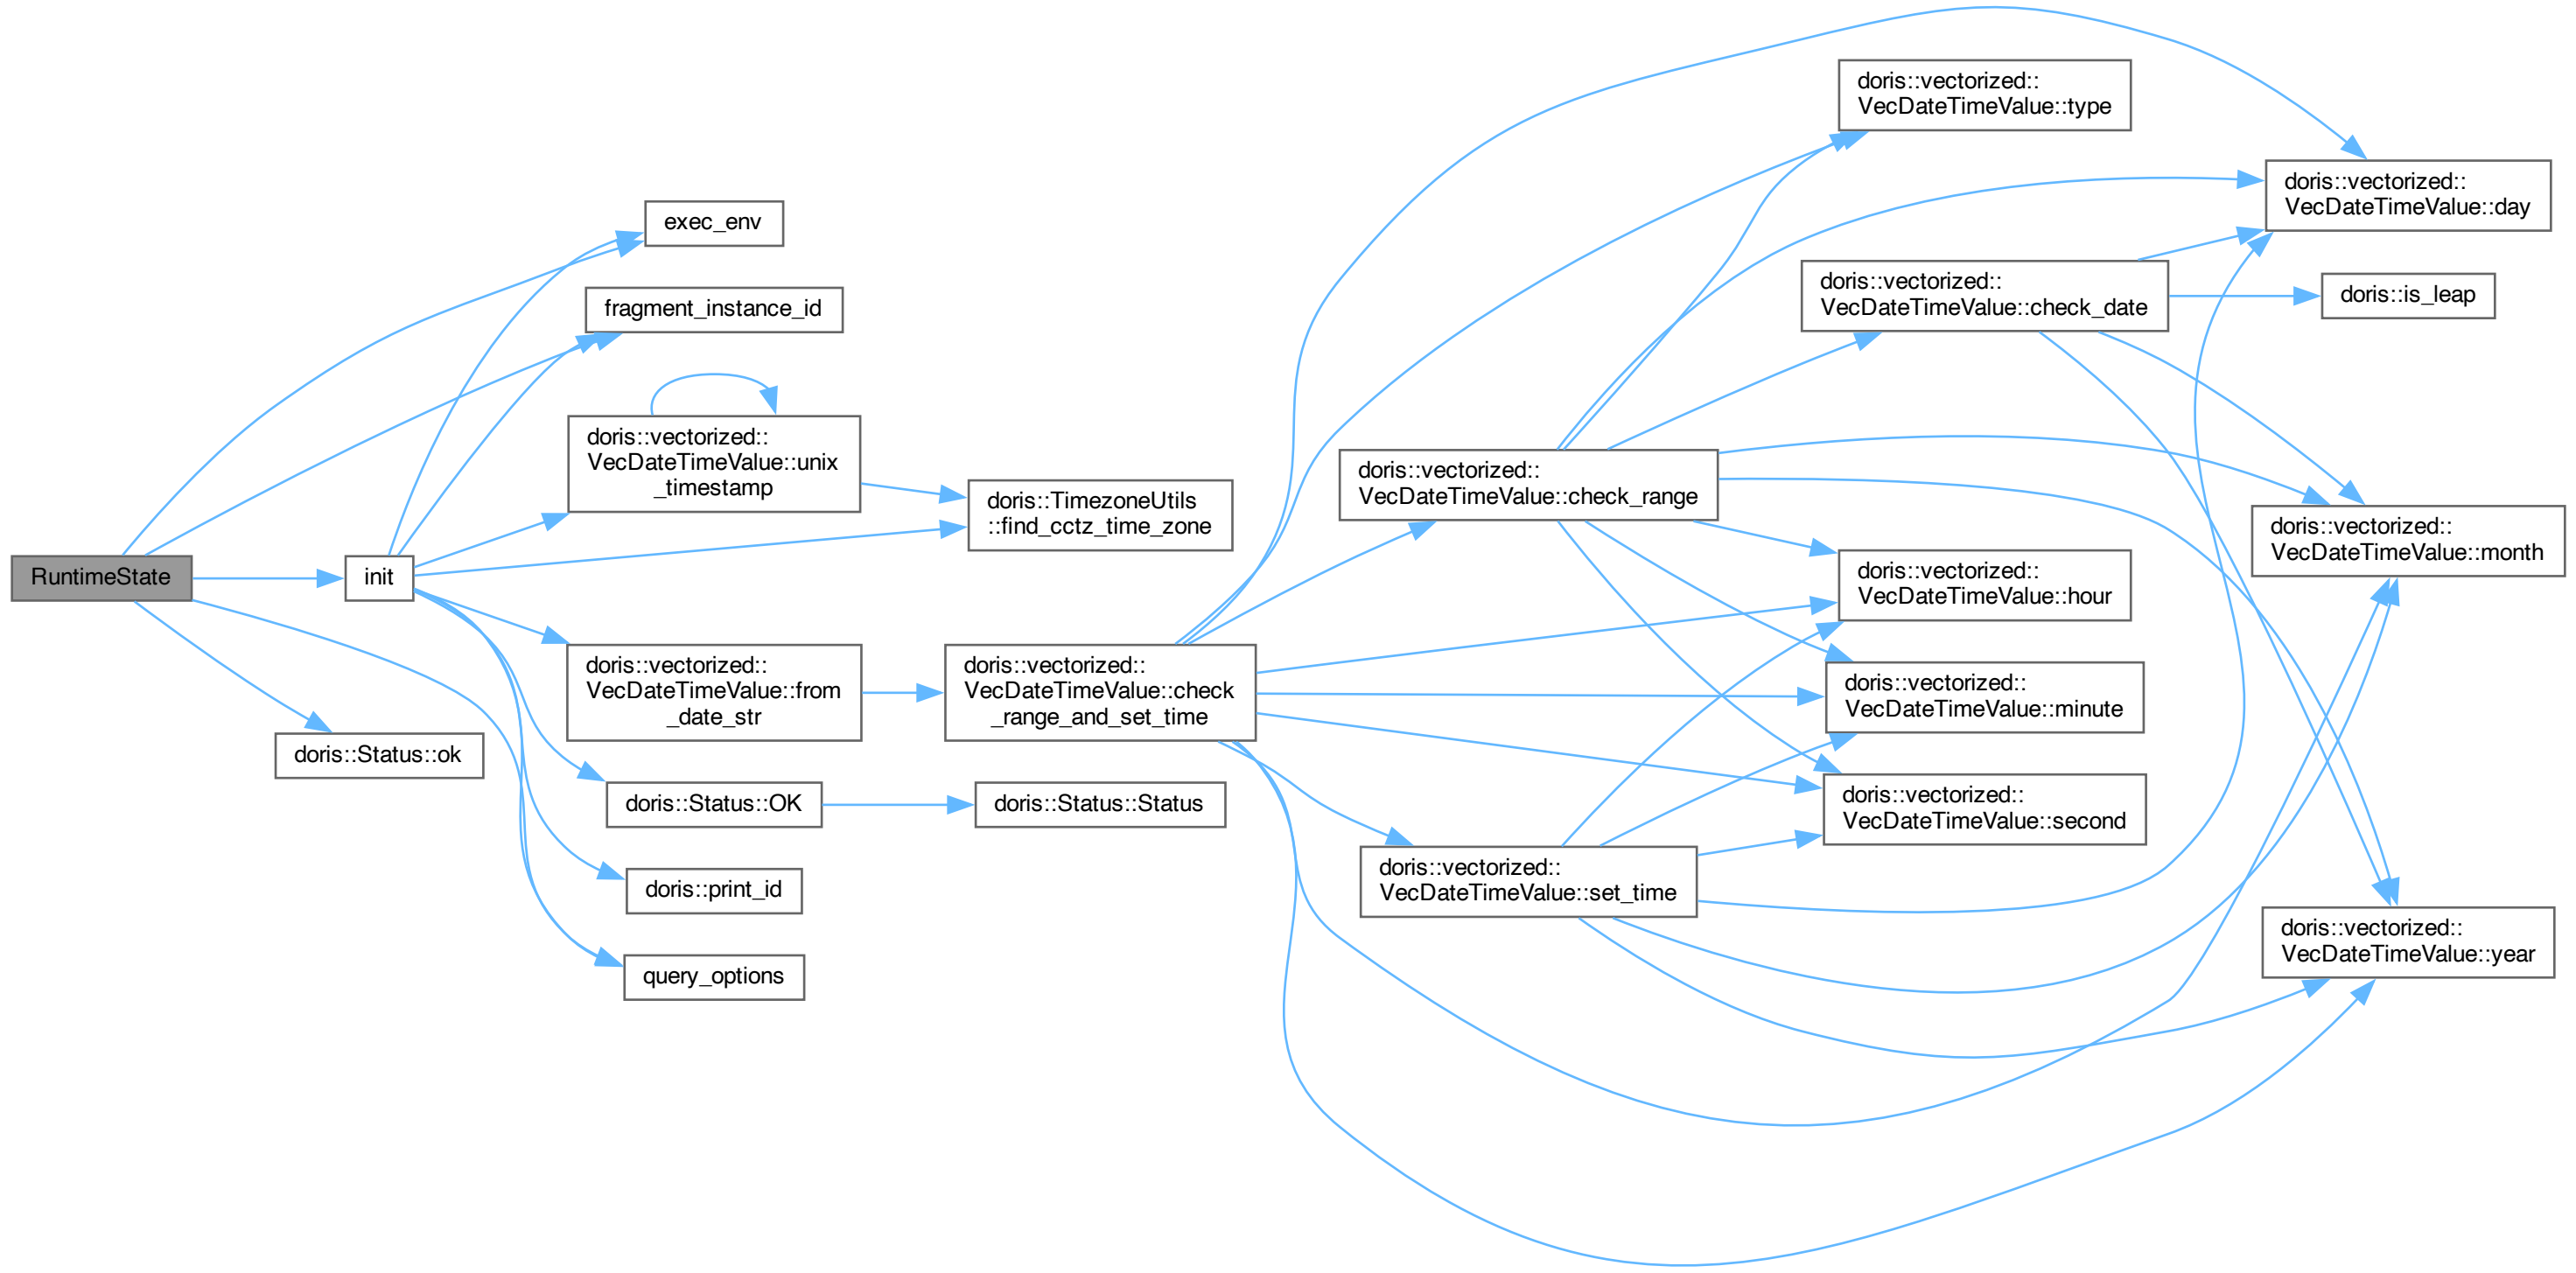 RuntimeState
init
doris::Status::ok
exec_env
fragment_instance_id
doris::vectorized::
VecDateTimeValue::unix
_timestamp
doris::vectorized::
VecDateTimeValue::from
_date_str
doris::Status::OK
doris::print_id
query_options
doris::TimezoneUtils
::find_cctz_time_zone
doris::vectorized::
VecDateTimeValue::check
_range_and_set_time
doris::Status::Status
doris::vectorized::
VecDateTimeValue::check_range
doris::vectorized::
VecDateTimeValue::set_time
doris::vectorized::
VecDateTimeValue::type
doris::vectorized::
VecDateTimeValue::check_date
doris::vectorized::
VecDateTimeValue::hour
doris::vectorized::
VecDateTimeValue::minute
doris::vectorized::
VecDateTimeValue::second
doris::vectorized::
VecDateTimeValue::day
doris::is_leap
doris::vectorized::
VecDateTimeValue::month
doris::vectorized::
VecDateTimeValue::year